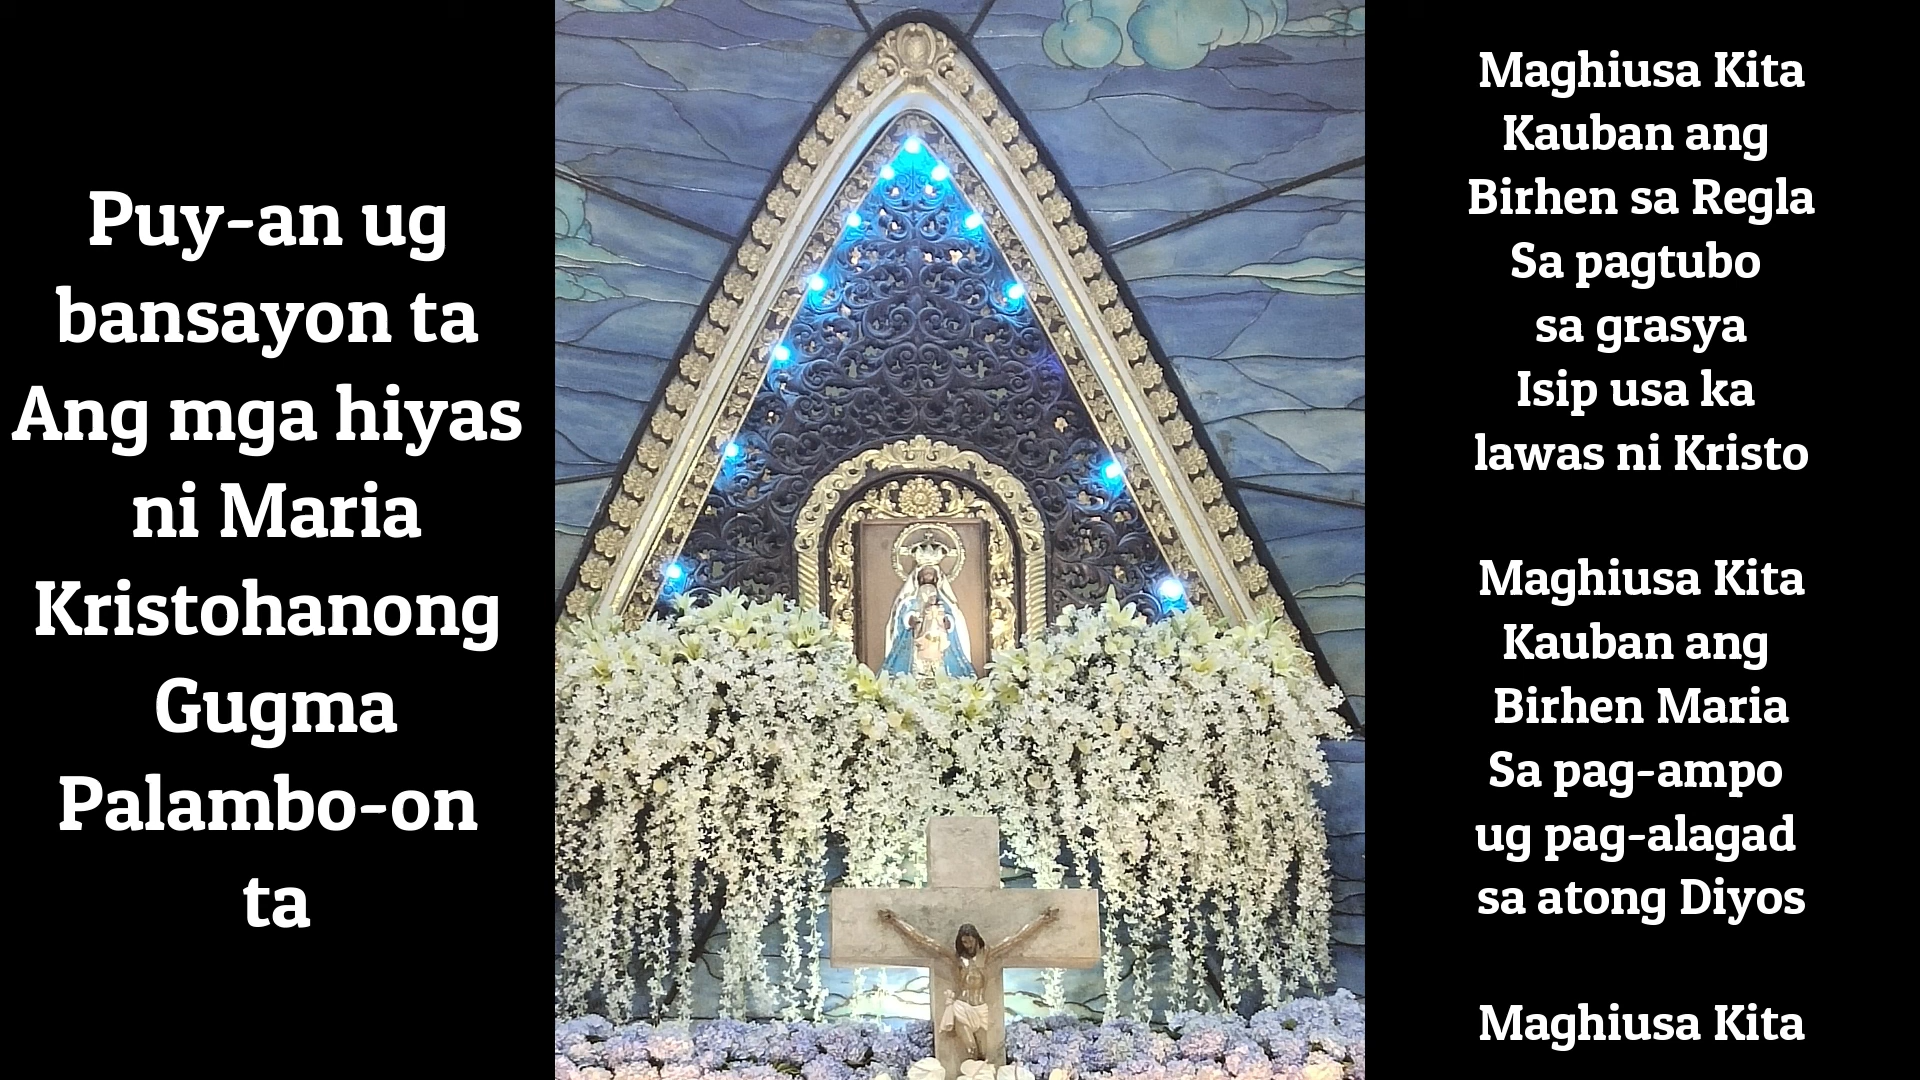 Puy-an ug
bansayon ta
Ang mga hiyas
ni Maria
Kristohanong
Gugma
Palambo-on
ta
Maghiusa Kita
Kauban ang
Birhen sa Regla
Sa pagtubo
sa grasya
Isip usa ka
lawas ni Kristo
Maghiusa Kita
Kauban ang
Birhen Maria
Sa pag-ampo
ug pag-alagad
sa atong Diyos
Maghiusa Kita